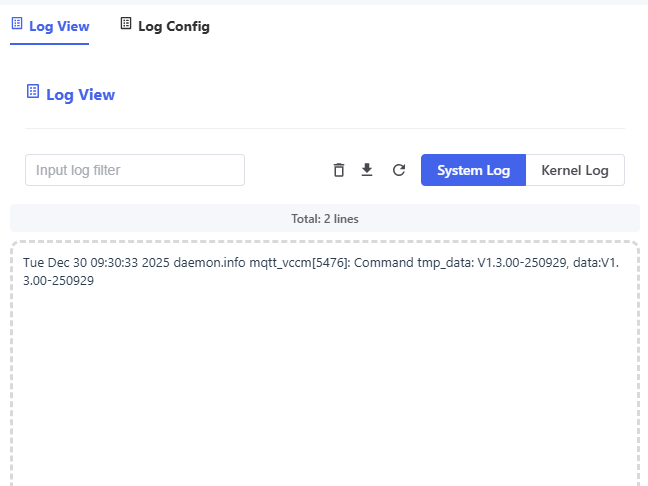 Log View
Log Config
Log View
Input log filter
System Log
Kernel Log
Total: 2 lines
Tue Dec 30 09:30:33 2025 daemon.info mqtt_vccm[5476]: Command tmp_data: V1.3.00-250929, data:V1.
3.00-250929